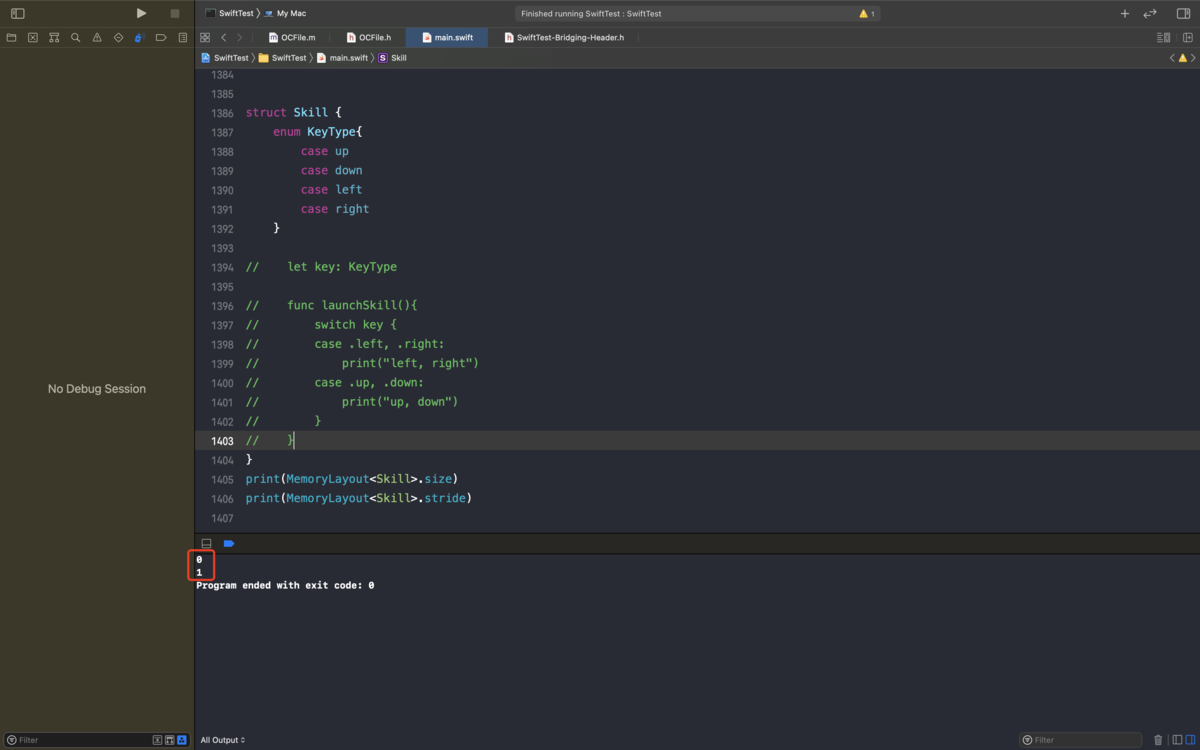 SwiftTest 〉 My Mac
Finished running SwiftTest : SwiftTest
1
OCFile.m
OCFile.h
main.swift
SwiftTest-Bridging-Header.h
SwiftTest 〉 SwiftTest 〉 main.swift 〉 S Skill
1384
1385
1386 struct Skill {
1387     enum KeyType{
1388         case up
1389         case down
1390         case left
1391         case right
1392     }
1393
1394 //    let key: KeyType
1395
1396 //    func launchSkill(){
1397 //        switch key {
1398 //        case .left, .right:
1399 //            print("left, right")
1400 //        case .up, .down:
1401 //            print("up, down")
1402 //        }
1403 //    }
1404 }
1405 print(MemoryLayout<Skill>.size)
1406 print(MemoryLayout<Skill>.stride)
1407
No Debug Session
0
1
Program ended with exit code: 0
Filter
All Output
Filter